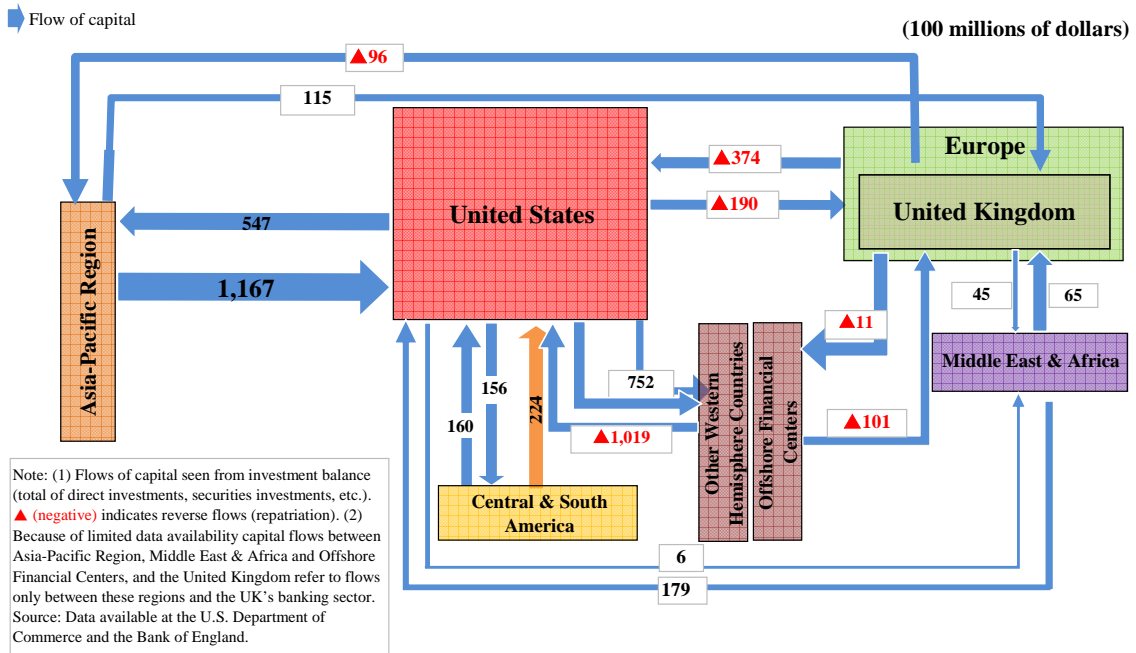 Flow of capital
(100 millions of dollars)
▲96
115
Europe
▲374
United States
United Kingdom
▲190
547
1,167
Asia-Pacific Region
45
65
▲11
Middle East & Africa
752
156
160
224
▲1,019
▲101
Other Western
Hemisphere Countries
Offshore Financial
Centers
Central & South
America
6
179
Note: (1) Flows of capital seen from investment balance
(total of direct investments, securities investments, etc.).
▲ (negative) indicates reverse flows (repatriation). (2)
Because of limited data availability capital flows between
Asia-Pacific Region, Middle East & Africa and Offshore
Financial Centers, and the United Kingdom refer to flows
only between these regions and the UK's banking sector.
Source: Data available at the U.S. Department of
Commerce and the Bank of England.